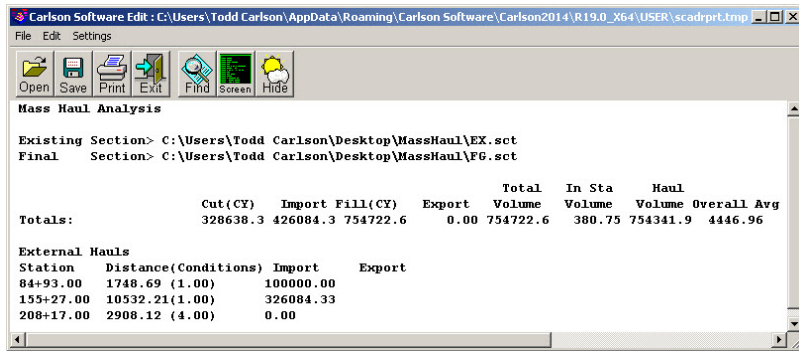 Carlson Software Edit : C:\Users\Todd Carlson\AppData\Roaming\Carlson Software\Carlson2014\R19.0_X64\USER\scadrprt.tmp
File Edit Settings
Open Save Print Exit Find Screen Hide
Mass Haul Analysis
Existing Section> C:\Users\Todd Carlson\Desktop\MassHaul\EX.sct
Final Section> C:\Users\Todd Carlson\Desktop\MassHaul\FG.sct
Total In Sta Haul
Cut(CY) Import Fill(CY) Export Volume Volume Volume Overall Avg
Totals: 328638.3 426084.3 754722.6 0.00 754722.6 380.75 754341.9 4446.96
External Hauls
Station Distance(Conditions) Import Export
84+93.00 1748.69 (1.00) 100000.00
155+27.00 10532.21(1.00) 326084.33
208+17.00 2908.12 (4.00) 0.00